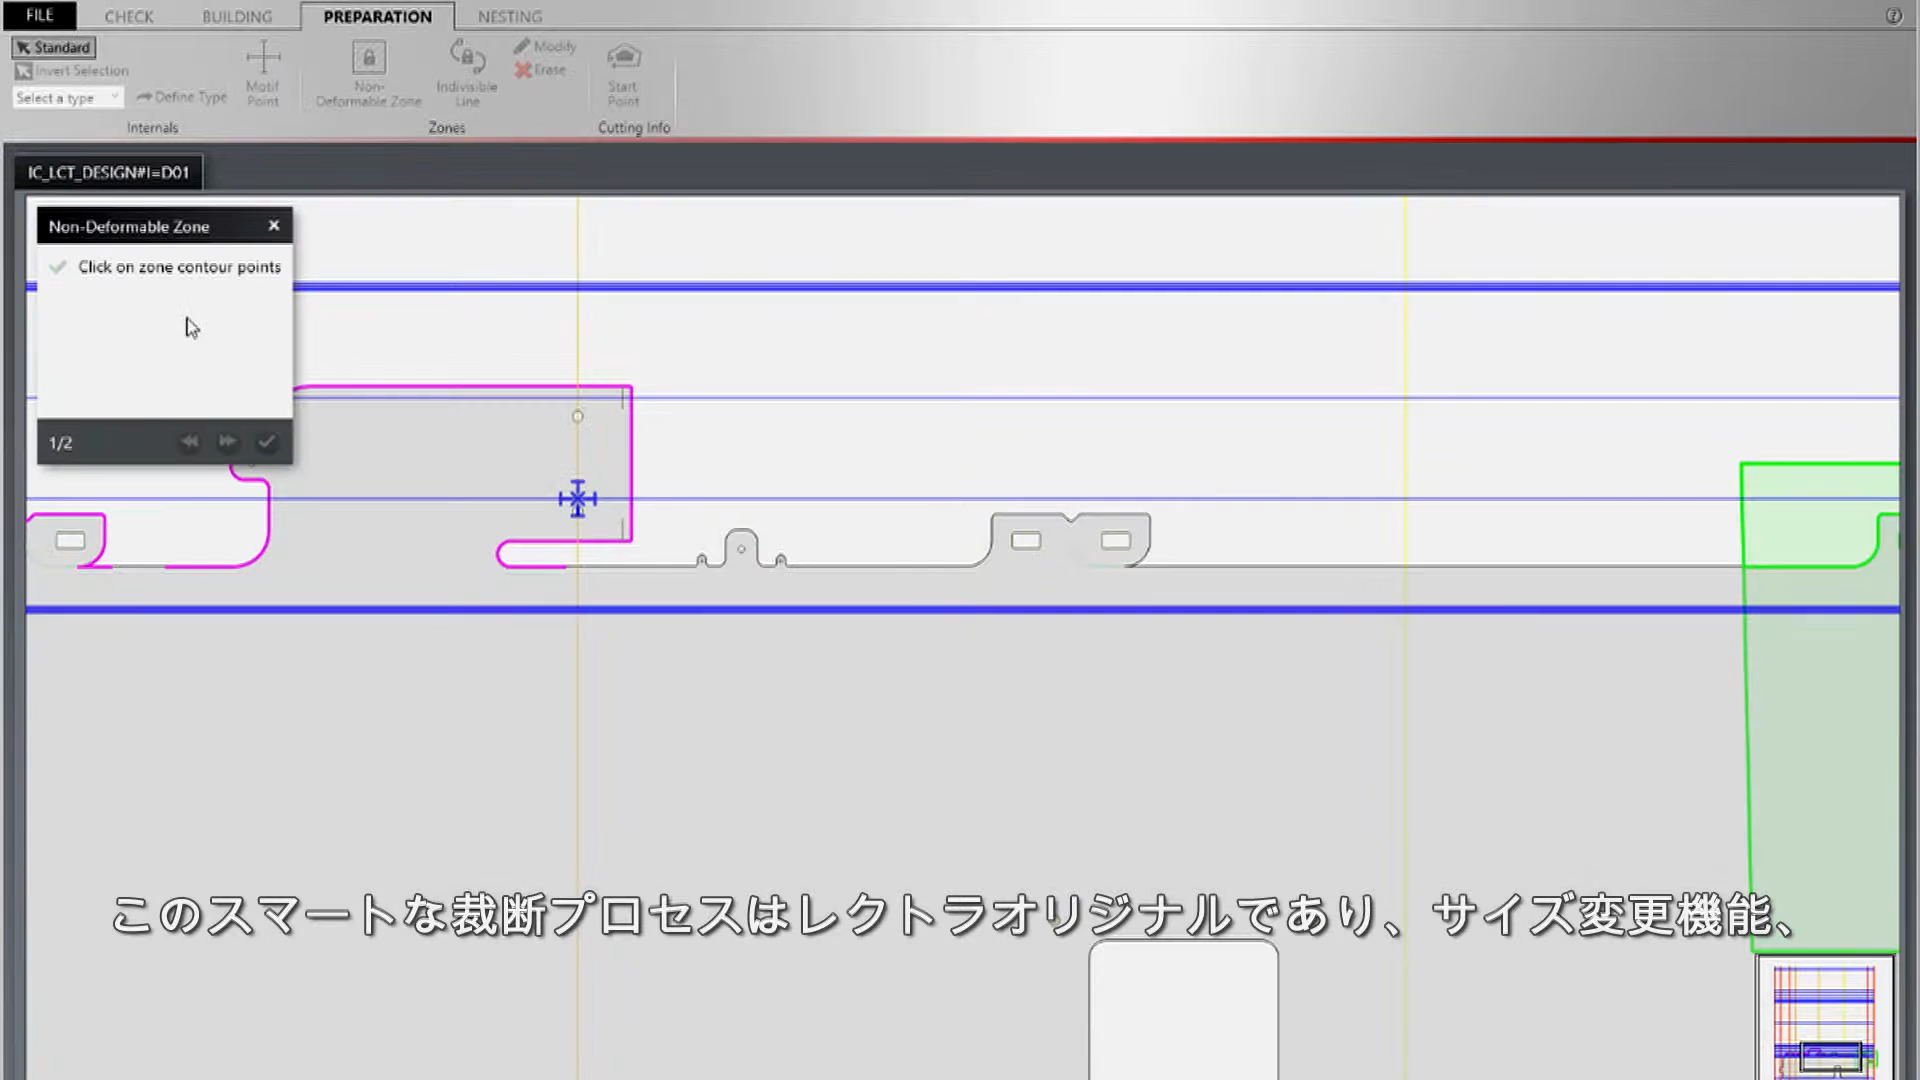 FILE CHECK BUILDING PREPARATION NESTING
Standard
Invert Selection
Select a type
Define Type
Motif
Point
Internals
Non-
Deformable Zone
Indivisible
Line
Modify
Erase
Zones
Start
Point
Cutting Info
IC_LCT_DESIGN#I=D01
Non-Deformable Zone
Click on zone contour points
1/2
このスマートな裁断プロセスはレクトラオリジナルであり、サイズ変更機能、